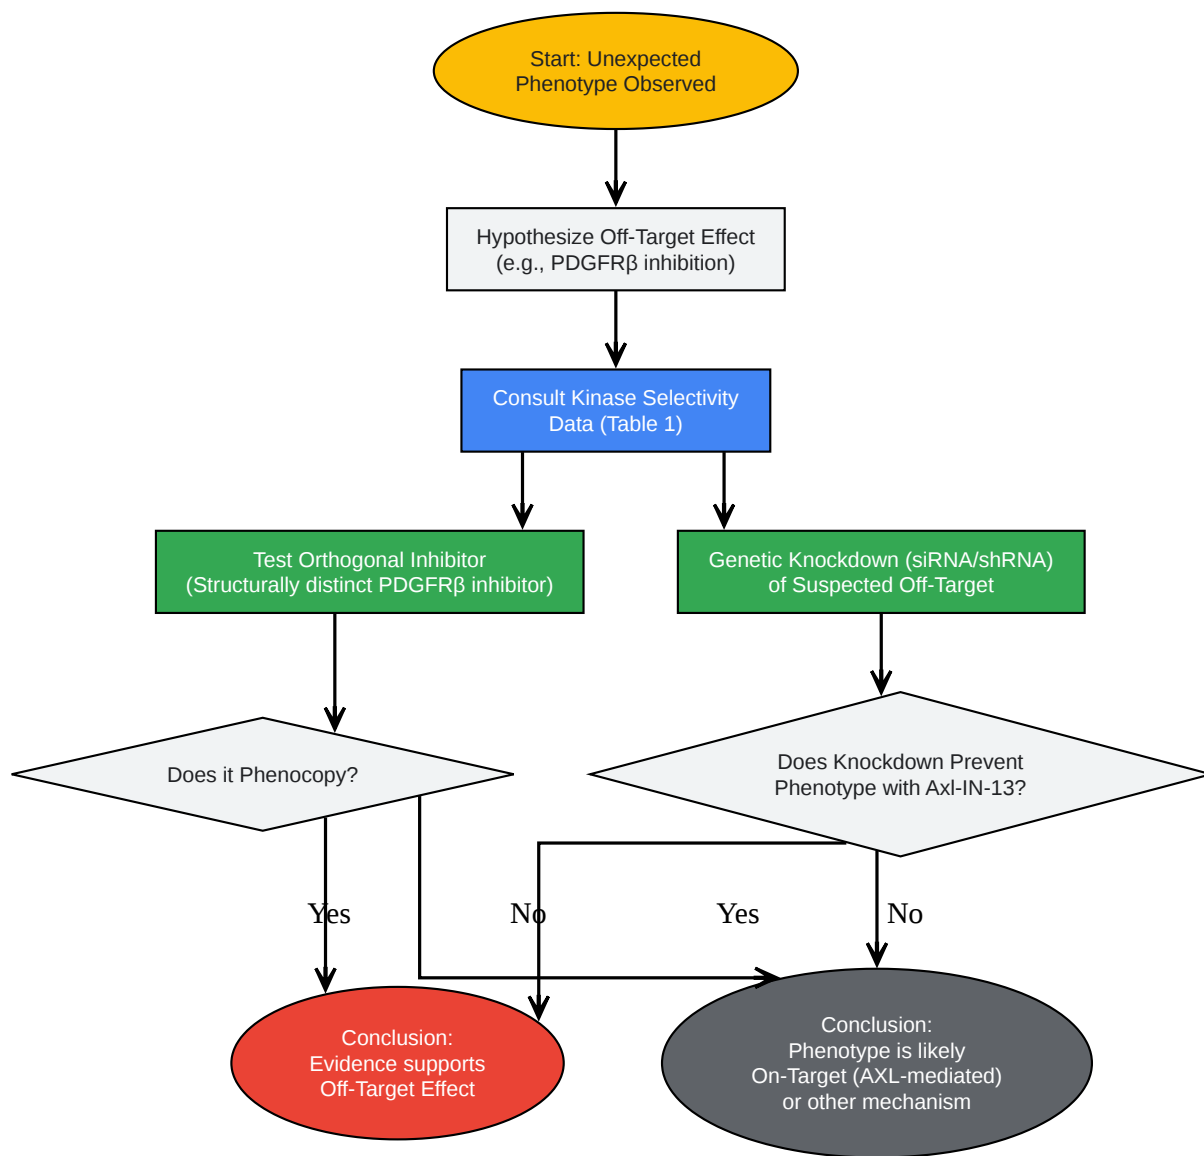 Start: Unexpected
Phenotype Observed
Hypothesize Off-Target Effect
(e.g., PDGFRβ inhibition)
Consult Kinase Selectivity
Data (Table 1)
Test Orthogonal Inhibitor
(Structurally distinct PDGFRβ inhibitor)
Genetic Knockdown (siRNA/shRNA)
of Suspected Off-Target
Does it Phenocopy?
Does Knockdown Prevent
Phenotype with Axl-IN-13?
Yes
No
Yes
No
Conclusion:
Evidence supports
Off-Target Effect
Conclusion:
Phenotype is likely
On-Target (AXL-mediated)
or other mechanism